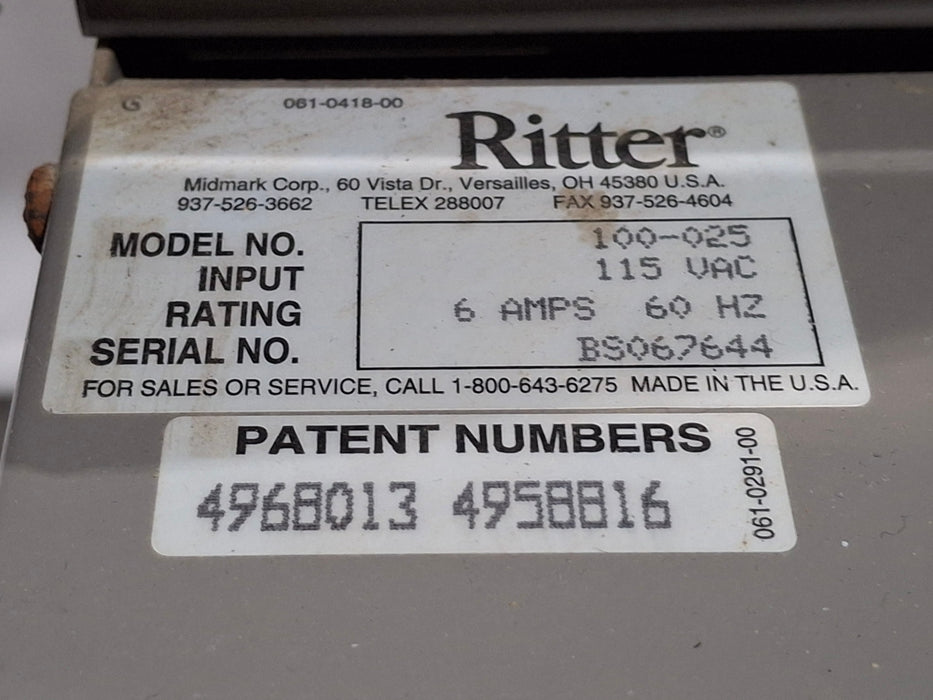 G 061-0418-00
Ritter®
Midmark Corp., 60 Vista Dr., Versailles, OH 45380 U.S.A.
937-526-3662 TELEX 288007 FAX 937-526-4604
MODEL NO. 100-025
INPUT 115 VAC
RATING 6 AMPS 60 HZ
SERIAL NO. BS067644
FOR SALES OR SERVICE, CALL 1-800-643-6275 MADE IN THE U.S.A.
PATENT NUMBERS
4968013 4958816
061-0291-00